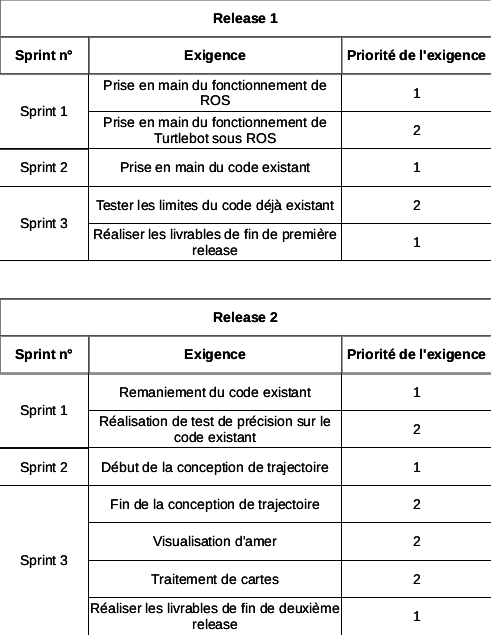 Release 1
Sprint n° Exigence Priorité de l'exigence
Sprint 1
Prise en main du fonctionnement de
ROS
1
Prise en main du fonctionnement de
Turtlebot sous ROS
2
Sprint 2 Prise en main du code existant 1
Sprint 3
Tester les limites du code déjà existant 2
Réaliser les livrables de fin de première
release
1
Release 2
Sprint n° Exigence Priorité de l'exigence
Sprint 1
Remaniement du code existant 1
Réalisation de test de précision sur le
code existant
2
Sprint 2 Début de la conception de trajectoire 1
Sprint 3
Fin de la conception de trajectoire 2
Visualisation d'amer 2
Traitement de cartes 2
Réaliser les livrables de fin de deuxième
release
1